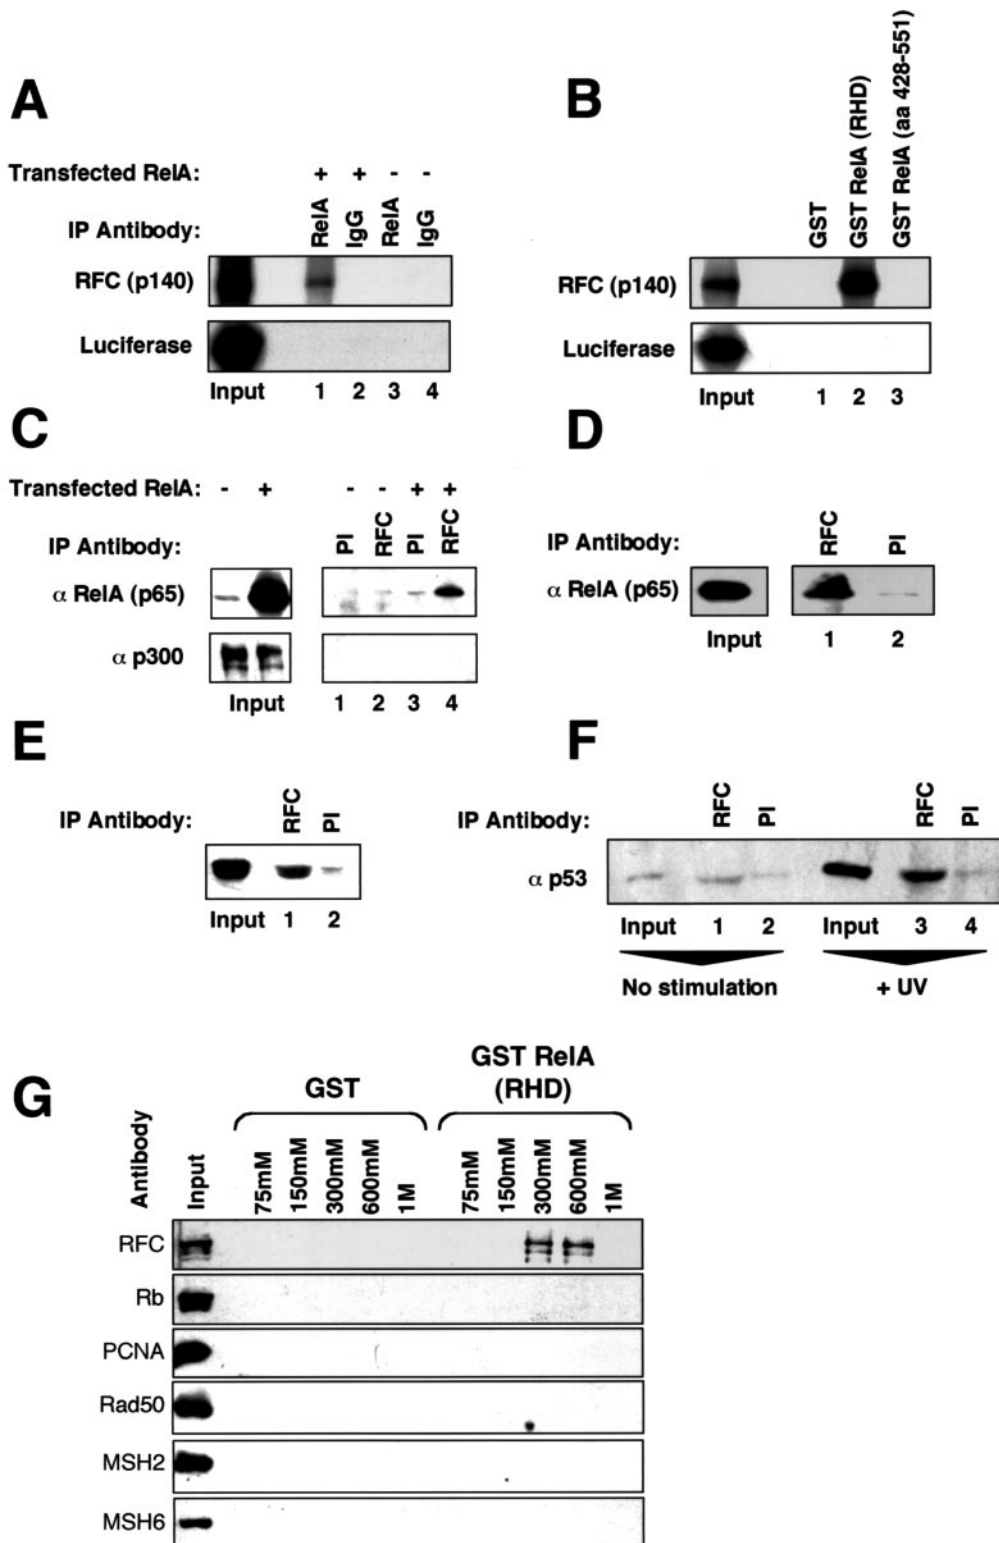 A
Transfected RelA: + + - -
IP Antibody: RelA IgG RelA IgG
RFC (p140)
Luciferase
Input 1 2 3 4
B
GST GST RelA (RHD) GST RelA (aa 428-551)
RFC (p140)
Luciferase
Input 1 2 3
C
Transfected RelA: - + - - + +
IP Antibody: PI RFC PI RFC
α RelA (p65)
α p300
Input 1 2 3 4
D
IP Antibody: RFC PI
α RelA (p65)
Input 1 2
E
IP Antibody: RFC PI
Input 1 2
F
IP Antibody: RFC PI RFC PI
α p53
Input 1 2 Input 3 4
No stimulation + UV
G
GST GST RelA
(RHD)
Antibody Input 75mM 150mM 300mM 600mM 1M 75mM 150mM 300mM 600mM 1M
RFC
Rb
PCNA
Rad50
MSH2
MSH6